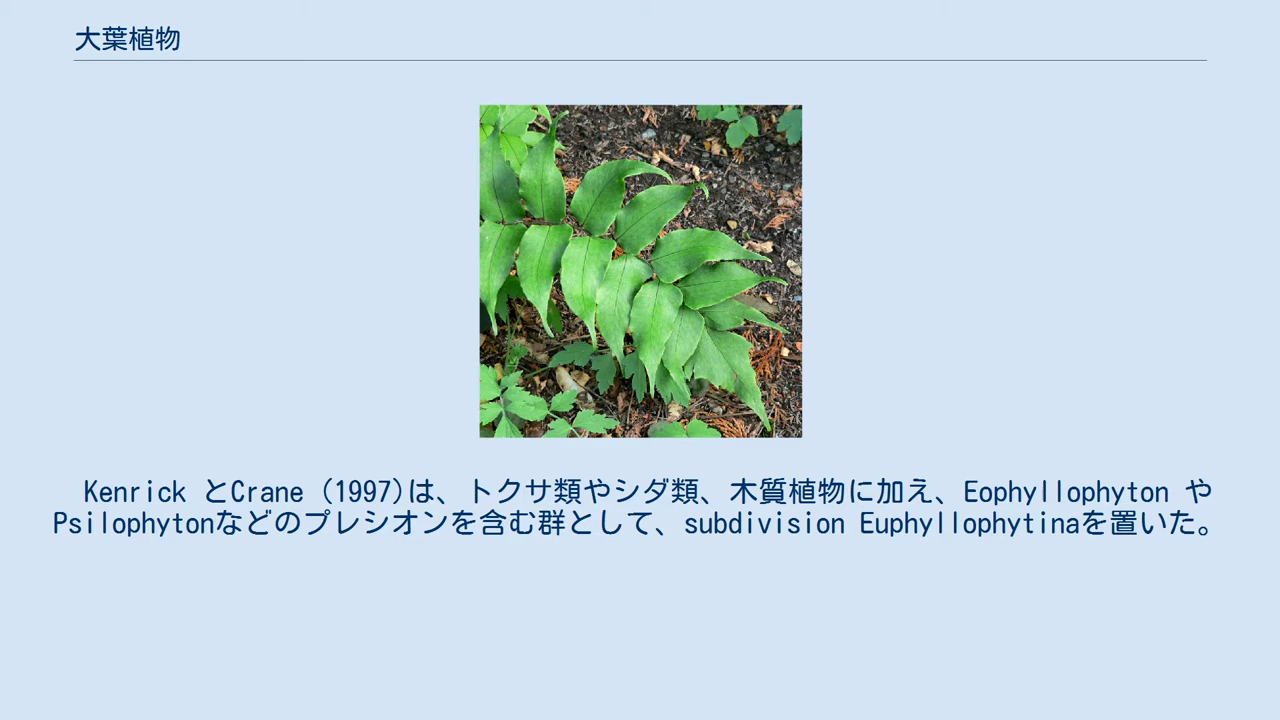 大葉植物
Kenrick とCrane (1997)は、トクサ類やシダ類、木質植物に加え、Eophyllophyton や
Psilophytonなどのプレシオンを含む群として、subdivision Euphyllophytinaを置いた。